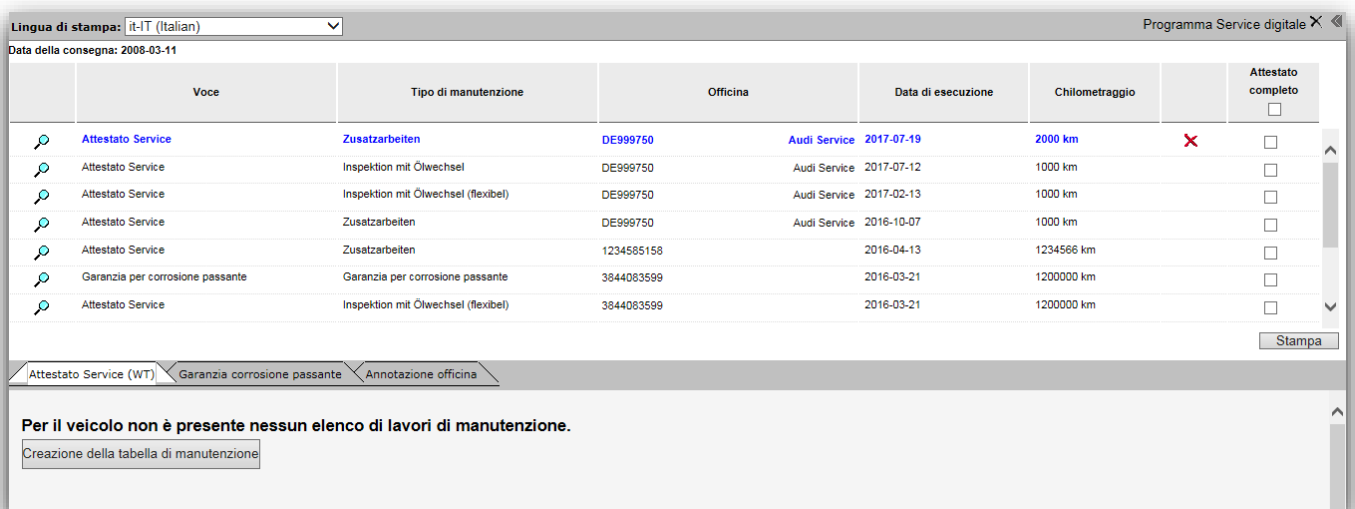 Lingua di stampa: it-IT (Italian) Programma Service digitale
Data della consegna: 2008-03-11
Voce Tipo di manutenzione Officina Data di esecuzione Chilometraggio Attestato completo
Attestato Service Zusatzarbeiten DE999750 Audi Service 2017-07-19 2000 km
Attestato Service Inspektion mit Ölwechsel DE999750 Audi Service 2017-07-12 1000 km
Attestato Service Inspektion mit Ölwechsel (flexibel) DE999750 Audi Service 2017-02-13 1000 km
Attestato Service Zusatzarbeiten DE999750 Audi Service 2016-10-07 1000 km
Attestato Service Zusatzarbeiten 1234585158 2016-04-13 1234566 km
Garanzia per corrosione passante Garanzia per corrosione passante 3844083599 2016-03-21 1200000 km
Attestato Service Inspektion mit Ölwechsel (flexibel) 3844083599 2016-03-21 1200000 km
Stampa
Attestato Service (WT) Garanzia corrosione passante Annotazione officina
Per il veicolo non è presente nessun elenco di lavori di manutenzione.
Creazione della tabella di manutenzione